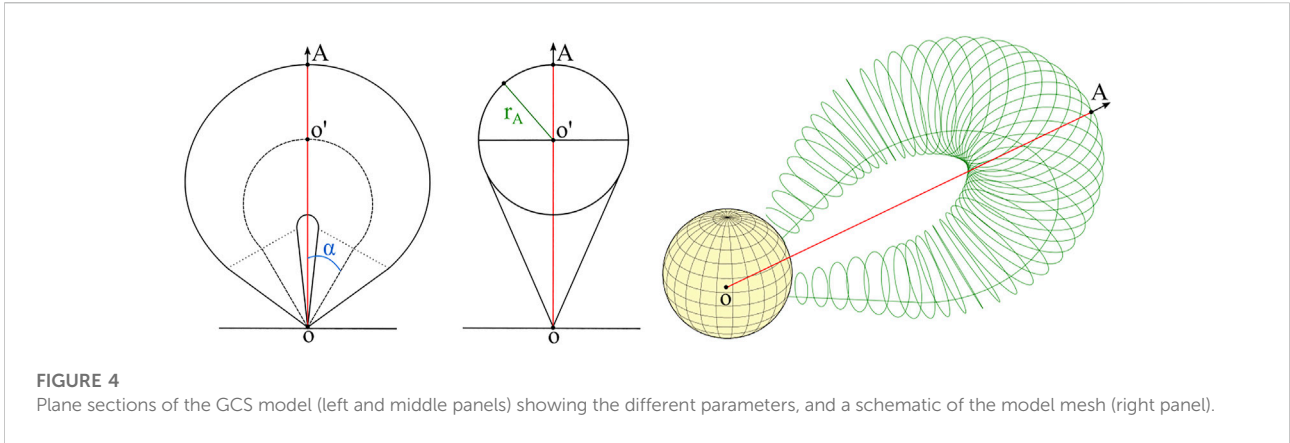 A
o'
α
o
A
r_A
o'
o
A
o
FIGURE 4
Plane sections of the GCS model (left and middle panels) showing the different parameters, and a schematic of the model mesh (right panel).